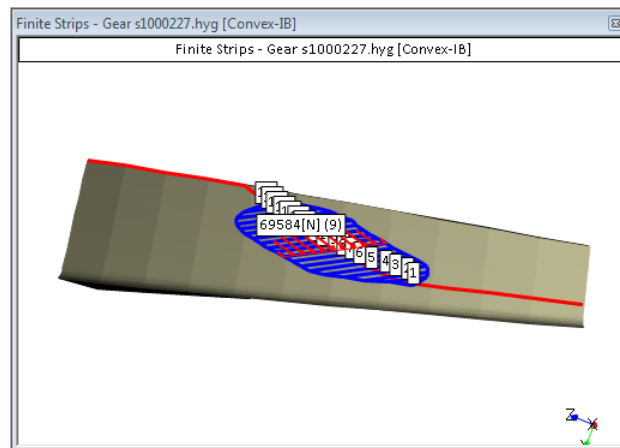 Finite Strips - Gear s1000227.hyg [Convex-IB]
Finite Strips - Gear s1000227.hyg [Convex-IB]
69584[N] (9)
6
5
4
3
1
Z
X